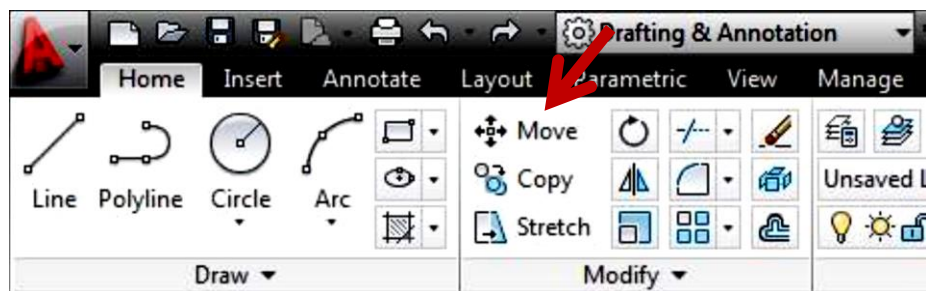 Drafting & Annotation
Home Insert Annotate Layout Parametric View Manage
Move
Copy
Line Polyline Circle Arc
Unsaved L
Stretch
Draw Modify